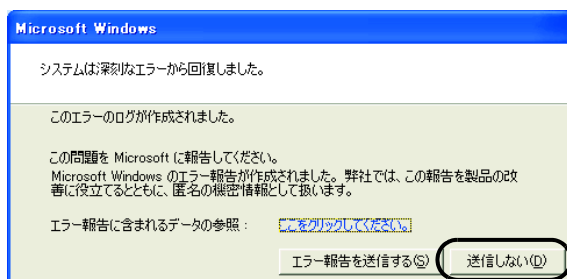 Microsoft Windows
システムは深刻なエラーから回復しました。
このエラーのログが作成されました。
この問題を Microsoft に報告してください。
Microsoft Windows のエラー報告が作成されました。弊社では、この報告を製品の改
善に役立てるとともに、匿名の機密情報として扱います。
エラー報告に含まれるデータの参照： ここをクリックしてください。
エラー報告を送信する(S) 送信しない(D)